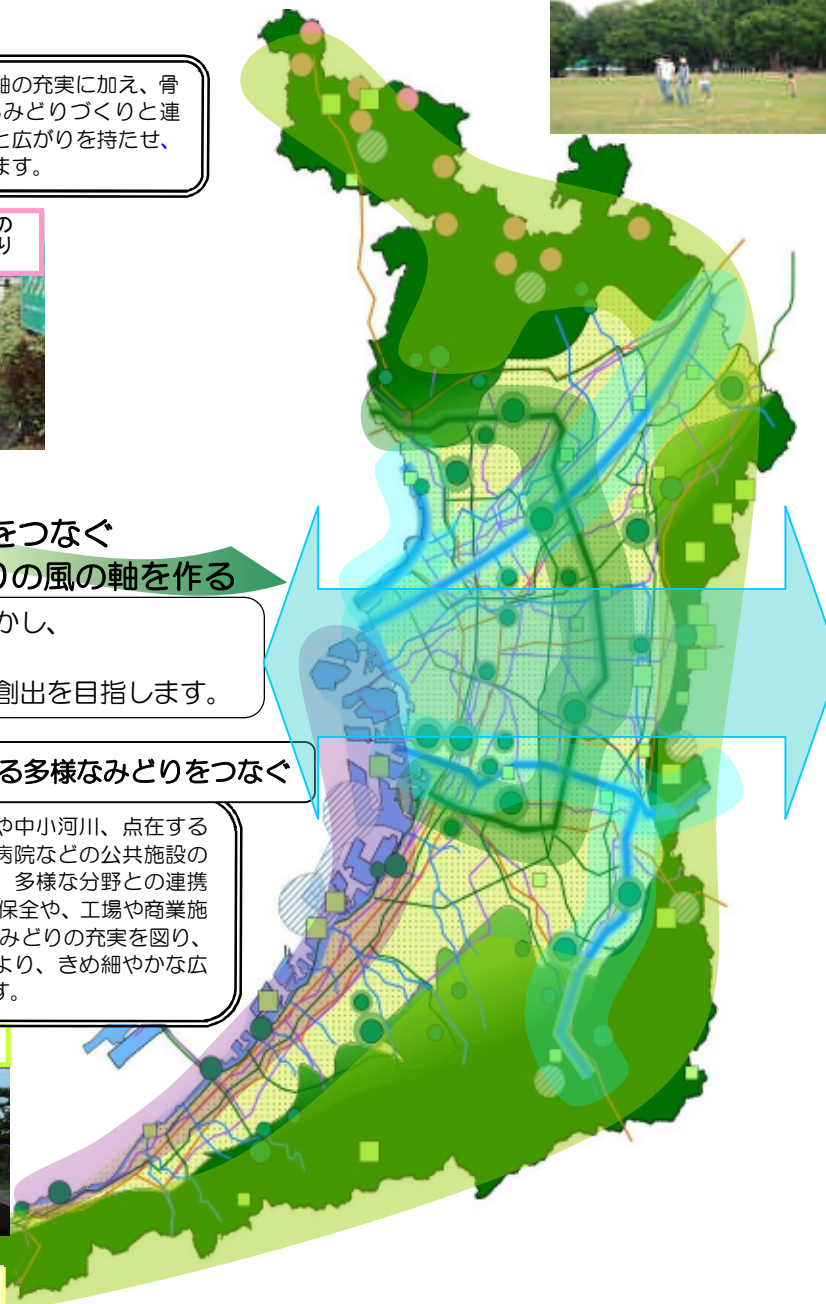 軸の充実に加え、骨
みどりづくりと連
と広がりを持たせ、
ます。
の
り
をつなぐ
りの風の軸を作る
かし、
創出を目指します。
る多様なみどりをつなぐ
や中小河川、点在する
病院などの公共施設の
多様な分野との連携
保全や、工場や商業施
みどりの充実を図り、
より、きめ細やかな広
す。